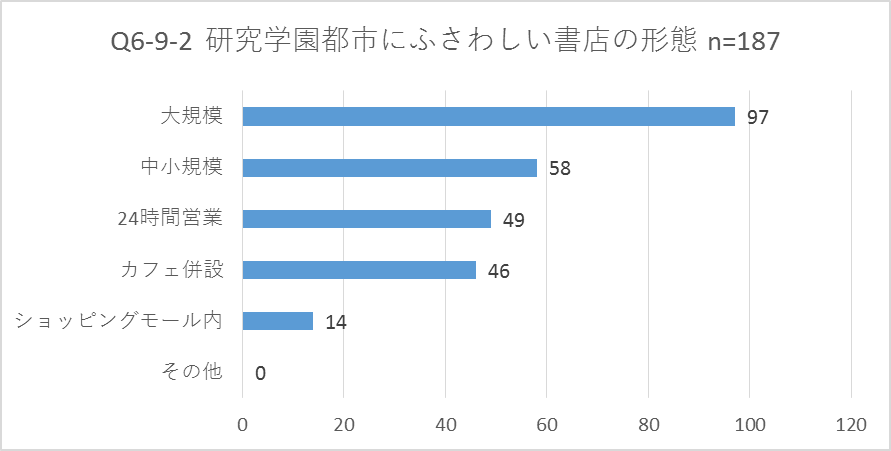 Q6-9-2 研究学園都市にふさわしい書店の形態 n=187
大規模 97
中小規模 58
24時間営業 49
カフェ併設 46
ショッピングモール内 14
その他 0
0 20 40 60 80 100 120